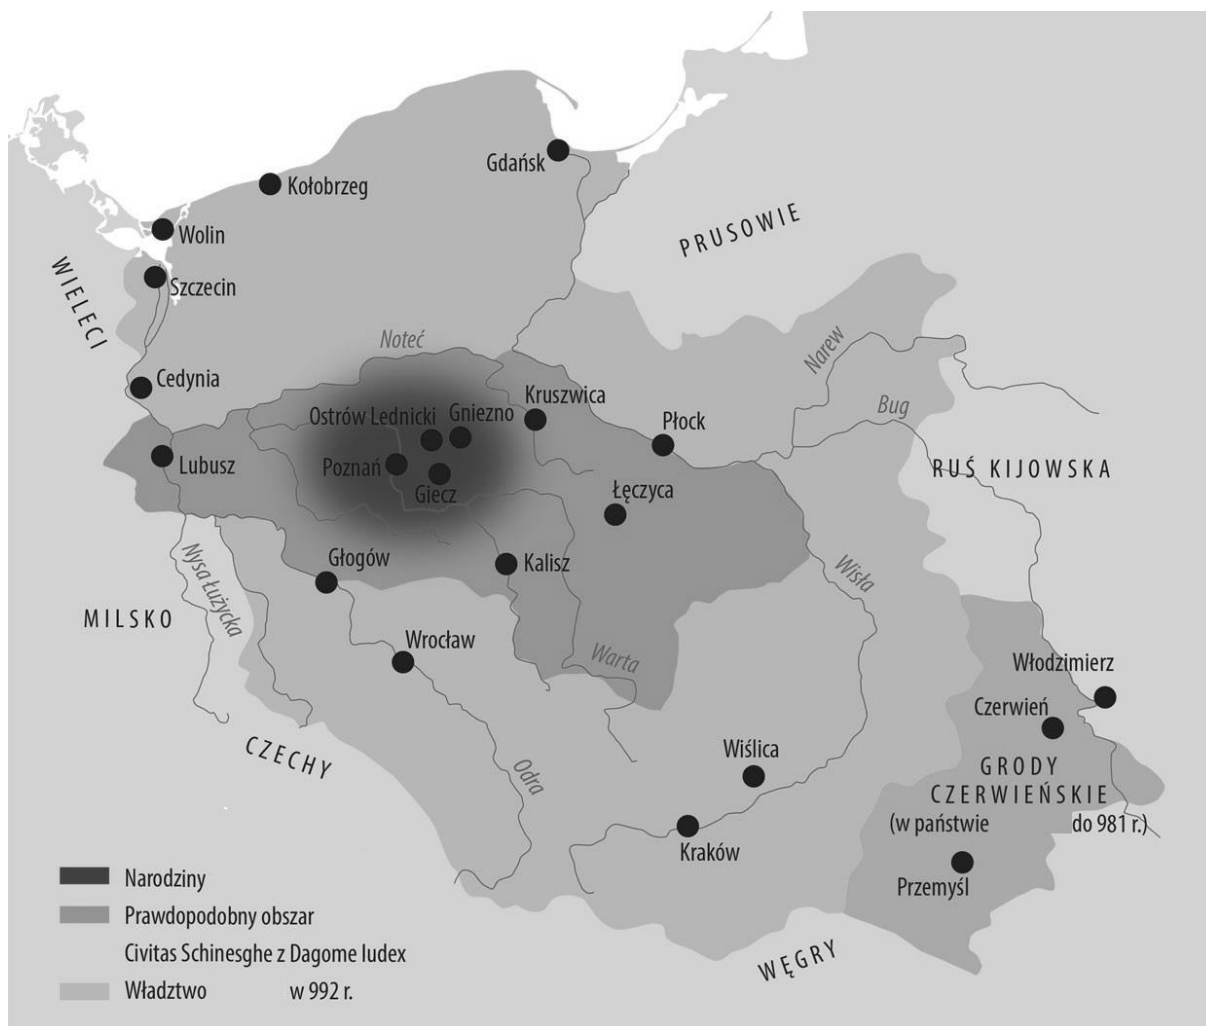 Gdańsk
Kołobrzeg
PRUSOWIE
Wolin
WIELECI
Szczecin
Noteć
Narew
Cedynia
Kruszwica
Bug
Ostrów Lednicki
Gniezno
Płock
Lubusz
Poznań
RUŚ KIJOWSKA
Giecz
Łęczyca
Głogów
Kalisz
Nysa Łużycka
Wisła
MILSKO
Wrocław
Warta
Włodzimierz
Czerwień
CZECHY
Odra
Wiślica
GRODY
CZERWIEŃSKIE
(w państwie do 981 r.)
Kraków
Przemyśl
WĘGRY
Narodziny
Prawdopodobny obszar
Civitas Schinesghe z Dagome Iudex
Władztwo w 992 r.